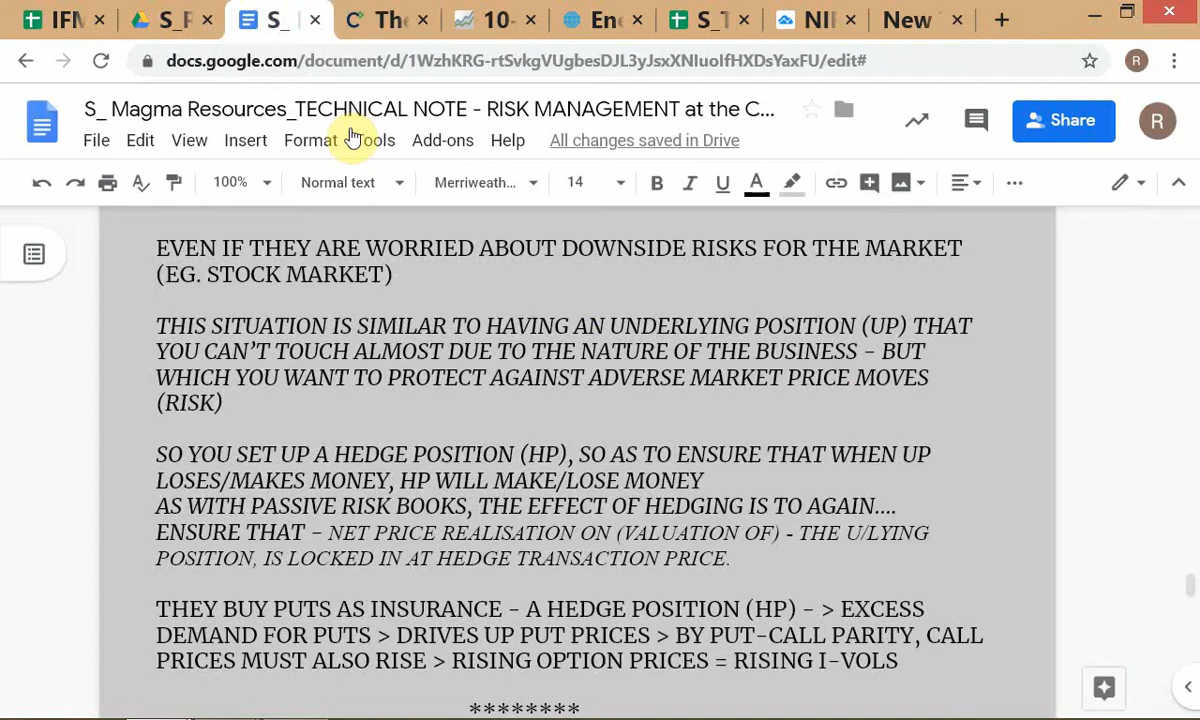 IFM
S_F
S_
The
10-
Ene
S_T
NIF
New
docs.google.com/document/d/1WzhKRG-rtSvkgVUgbesDJL3yJsxXNIuoIfHXDsYaxFU/edit#
R
S_ Magma Resources_TECHNICAL NOTE - RISK MANAGEMENT at the C...
Share
R
File Edit View Insert Format Tools Add-ons Help All changes saved in Drive
100% Normal text Merriweath... 14 B I U A
EVEN IF THEY ARE WORRIED ABOUT DOWNSIDE RISKS FOR THE MARKET
(EG. STOCK MARKET)
THIS SITUATION IS SIMILAR TO HAVING AN UNDERLYING POSITION (UP) THAT
YOU CAN'T TOUCH ALMOST DUE TO THE NATURE OF THE BUSINESS - BUT
WHICH YOU WANT TO PROTECT AGAINST ADVERSE MARKET PRICE MOVES
(RISK)
SO YOU SET UP A HEDGE POSITION (HP), SO AS TO ENSURE THAT WHEN UP
LOSES/MAKES MONEY, HP WILL MAKE/LOSE MONEY
AS WITH PASSIVE RISK BOOKS, THE EFFECT OF HEDGING IS TO AGAIN....
ENSURE THAT - NET PRICE REALISATION ON (VALUATION OF) - THE U/LYING
POSITION, IS LOCKED IN AT HEDGE TRANSACTION PRICE.
THEY BUY PUTS AS INSURANCE - A HEDGE POSITION (HP) - > EXCESS
DEMAND FOR PUTS > DRIVES UP PUT PRICES > BY PUT-CALL PARITY, CALL
PRICES MUST ALSO RISE > RISING OPTION PRICES = RISING I-VOLS
********